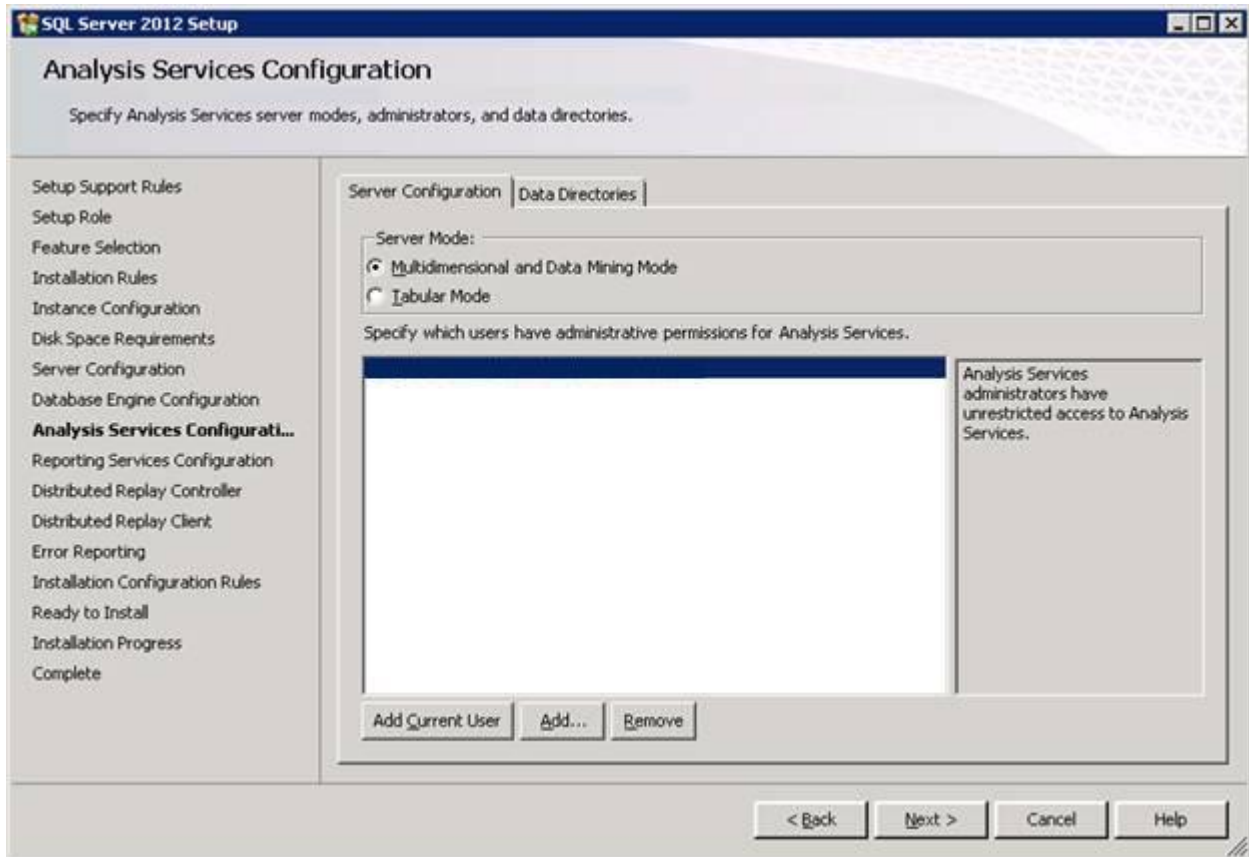 SQL Server 2012 Setup
Analysis Services Configuration
Specify Analysis Services server modes, administrators, and data directories.
Setup Support Rules
Setup Role
Feature Selection
Installation Rules
Instance Configuration
Disk Space Requirements
Server Configuration
Database Engine Configuration
Analysis Services Configurati...
Reporting Services Configuration
Distributed Replay Controller
Distributed Replay Client
Error Reporting
Installation Configuration Rules
Ready to Install
Installation Progress
Complete
Server Configuration
Data Directories
Server Mode:
Multidimensional and Data Mining Mode
Tabular Mode
Specify which users have administrative permissions for Analysis Services.
Analysis Services
administrators have
unrestricted access to Analysis
Services.
Add Current User
Add...
Remove
< Back
Next >
Cancel
Help